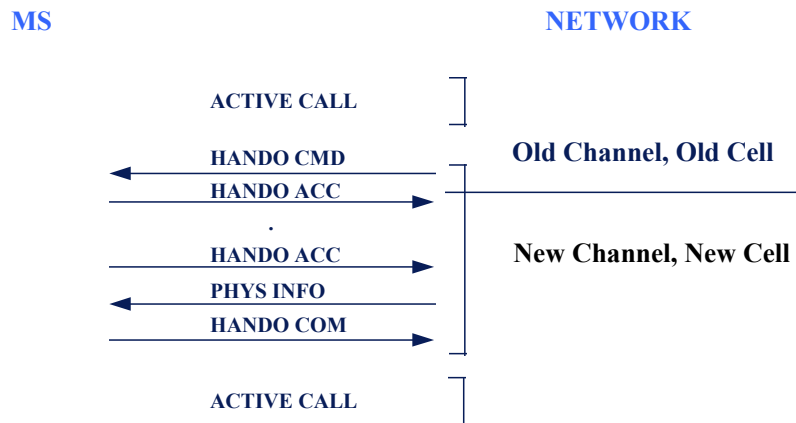 MS NETWORK
ACTIVE CALL
HANDO CMD
Old Channel, Old Cell
HANDO ACC
.
HANDO ACC
New Channel, New Cell
PHYS INFO
HANDO COM
ACTIVE CALL